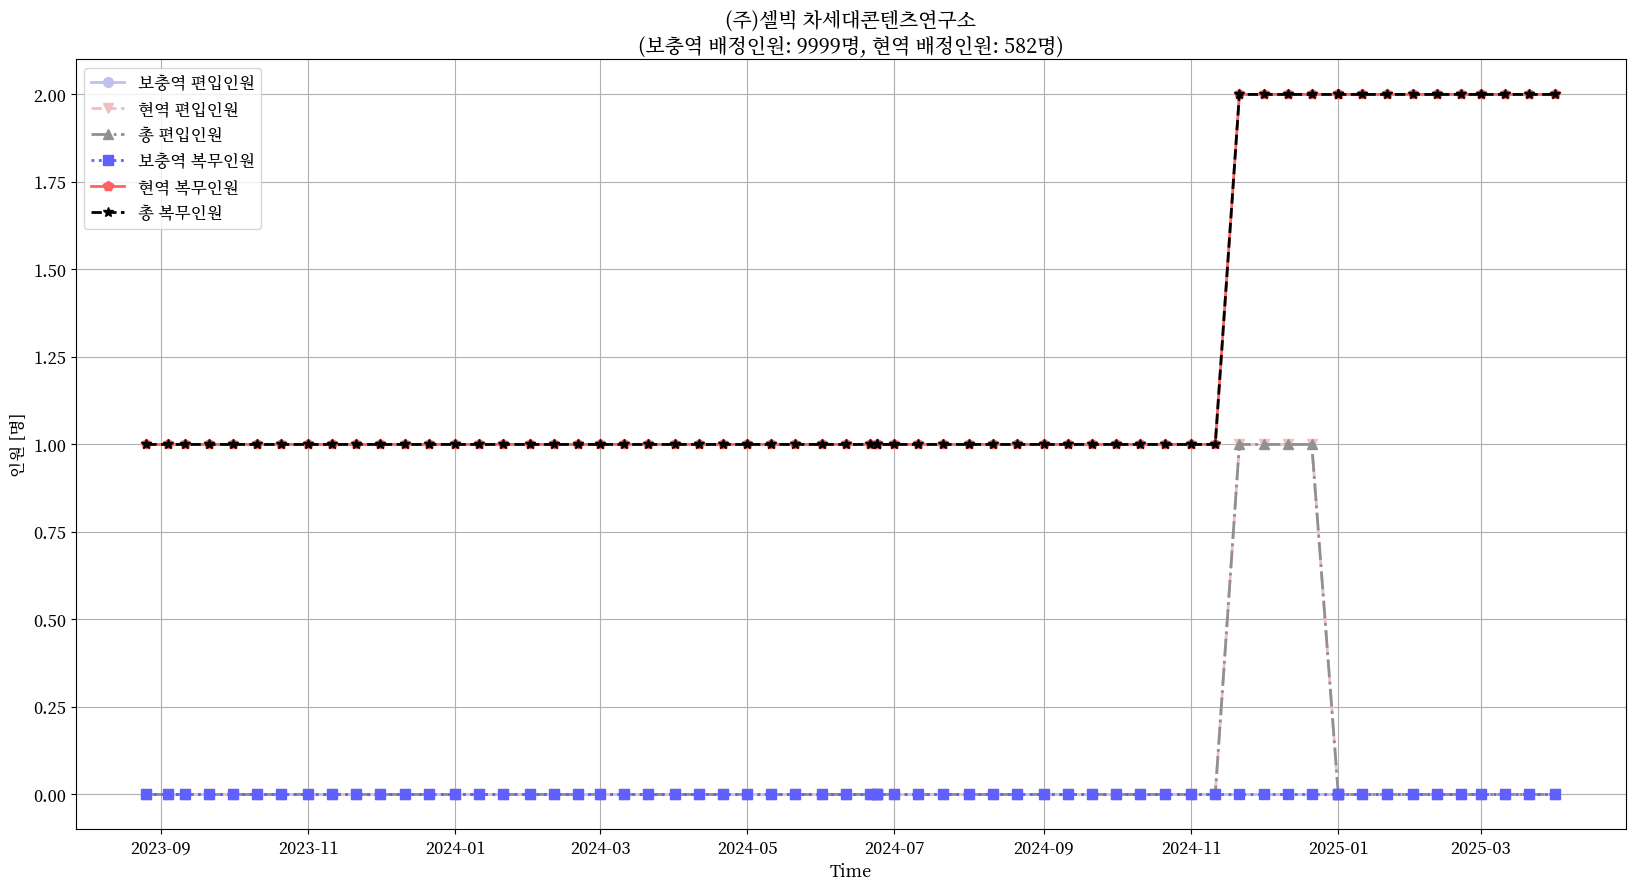 (주)셀빅 차세대콘텐츠연구소
(보충역 배정인원: 9999명, 현역 배정인원: 582명)
보충역 편입인원
현역 편입인원
총 편입인원
보충역 복무인원
현역 복무인원
총 복무인원
2.00
1.75
1.50
1.25
1.00
0.75
0.50
0.25
0.00
인원 [명]
2023-09 2023-11 2024-01 2024-03 2024-05 2024-07 2024-09 2024-11 2025-01 2025-03
Time